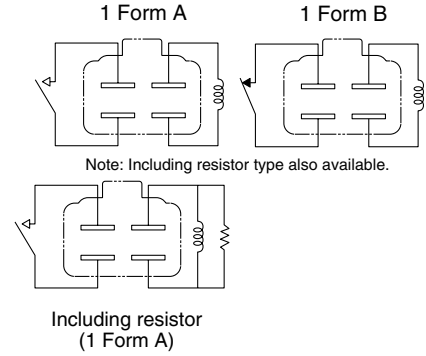 1 Form A
1 Form B
Note: Including resistor type also available.
Including resistor
(1 Form A)